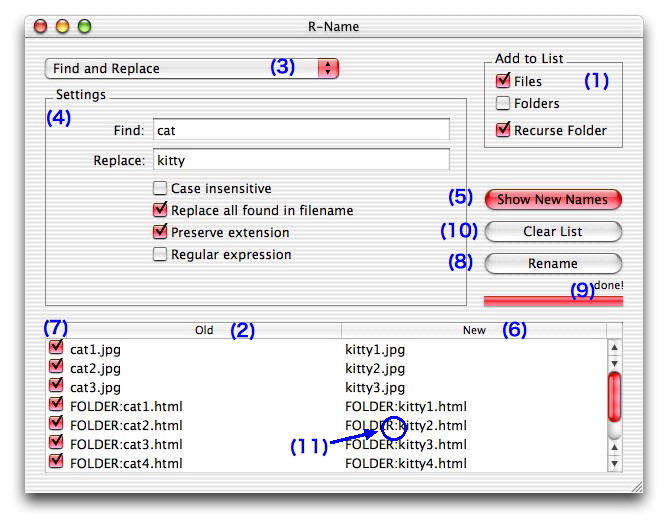 R-Name
Find and Replace (3)
Add to List
Files (1)
Folders
Recurse Folder
Settings
(4)
Find: cat
Replace: kitty
Case insensitive
Replace all found in filename
Preserve extension
Regular expression
(5) Show New Names
(10) Clear List
(8) Rename
(9) done!
(7) Old (2) New (6)
cat1.jpg kitty1.jpg
cat2.jpg kitty2.jpg
cat3.jpg kitty3.jpg
FOLDER:cat1.html FOLDER:kitty1.html
FOLDER:cat2.html FOLDER:kitty2.html
(11)
FOLDER:cat3.html FOLDER:kitty3.html
FOLDER:cat4.html FOLDER:kitty4.html